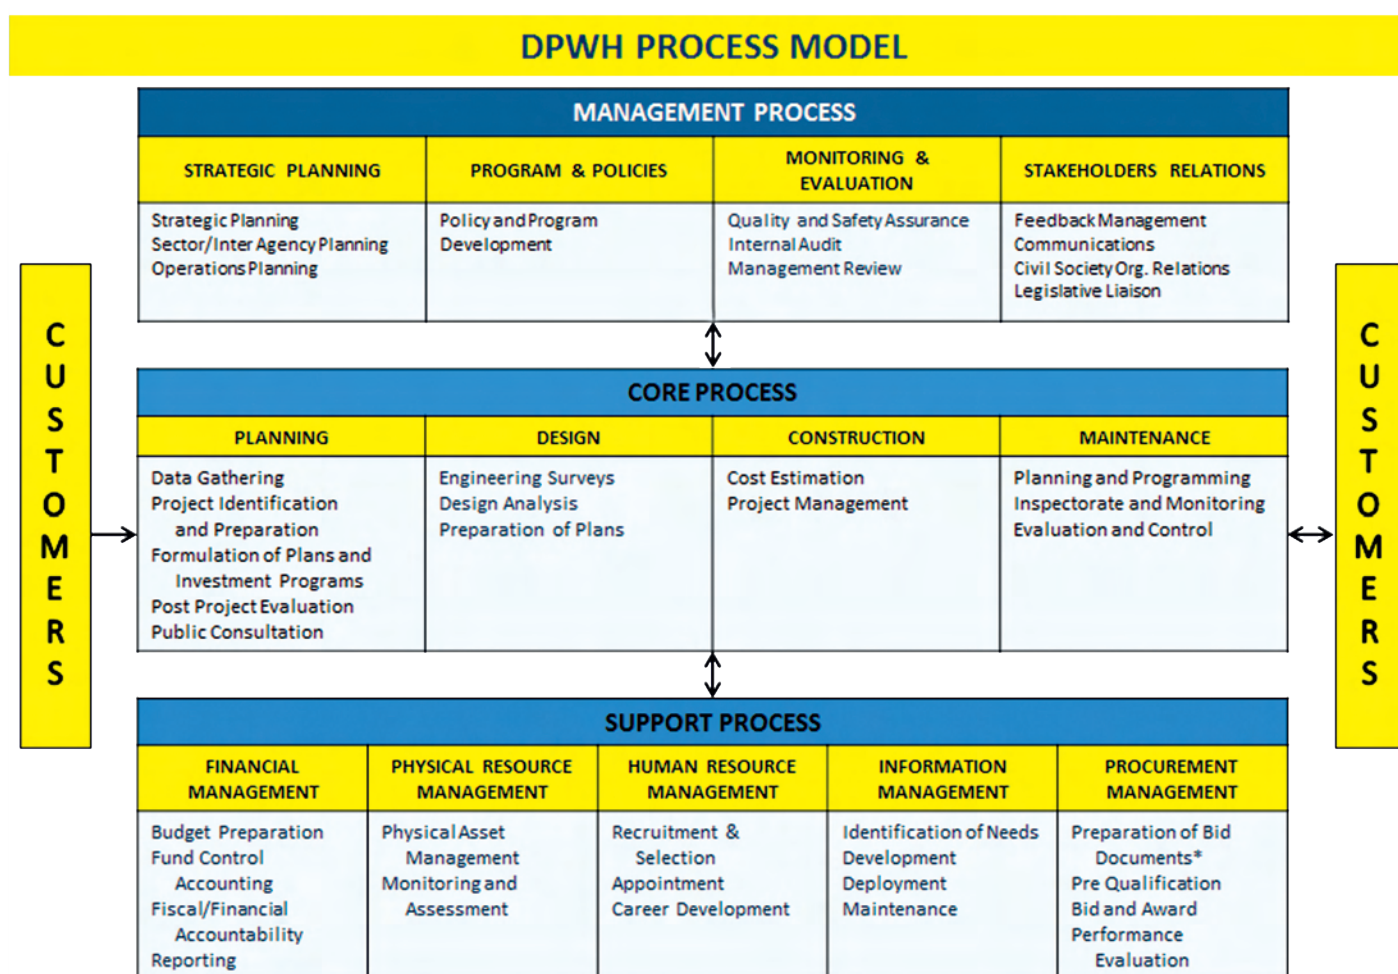 DPWH PROCESS MODEL
MANAGEMENT PROCESS
STRATEGIC PLANNING
Strategic Planning
Sector/Inter Agency Planning
Operations Planning
PROGRAM & POLICIES
Policy and Program
Development
MONITORING &
EVALUATION
Quality and Safety Assurance
Internal Audit
Management Review
STAKEHOLDERS RELATIONS
Feedback Management
Communications
Civil Society Org. Relations
Legislative Liaison
CUSTOMERS
CORE PROCESS
PLANNING
Data Gathering
Project Identification
and Preparation
Formulation of Plans and
Investment Programs
Post Project Evaluation
Public Consultation
DESIGN
Engineering Surveys
Design Analysis
Preparation of Plans
CONSTRUCTION
Cost Estimation
Project Management
MAINTENANCE
Planning and Programming
Inspectorate and Monitoring
Evaluation and Control
CUSTOMERS
SUPPORT PROCESS
FINANCIAL
MANAGEMENT
Budget Preparation
Fund Control
Accounting
Fiscal/Financial
Accountability
Reporting
PHYSICAL RESOURCE
MANAGEMENT
Physical Asset
Management
Monitoring and
Assessment
HUMAN RESOURCE
MANAGEMENT
Recruitment &
Selection
Appointment
Career Development
INFORMATION
MANAGEMENT
Identification of Needs
Development
Deployment
Maintenance
PROCUREMENT
MANAGEMENT
Preparation of Bid
Documents*
Pre Qualification
Bid and Award
Performance
Evaluation